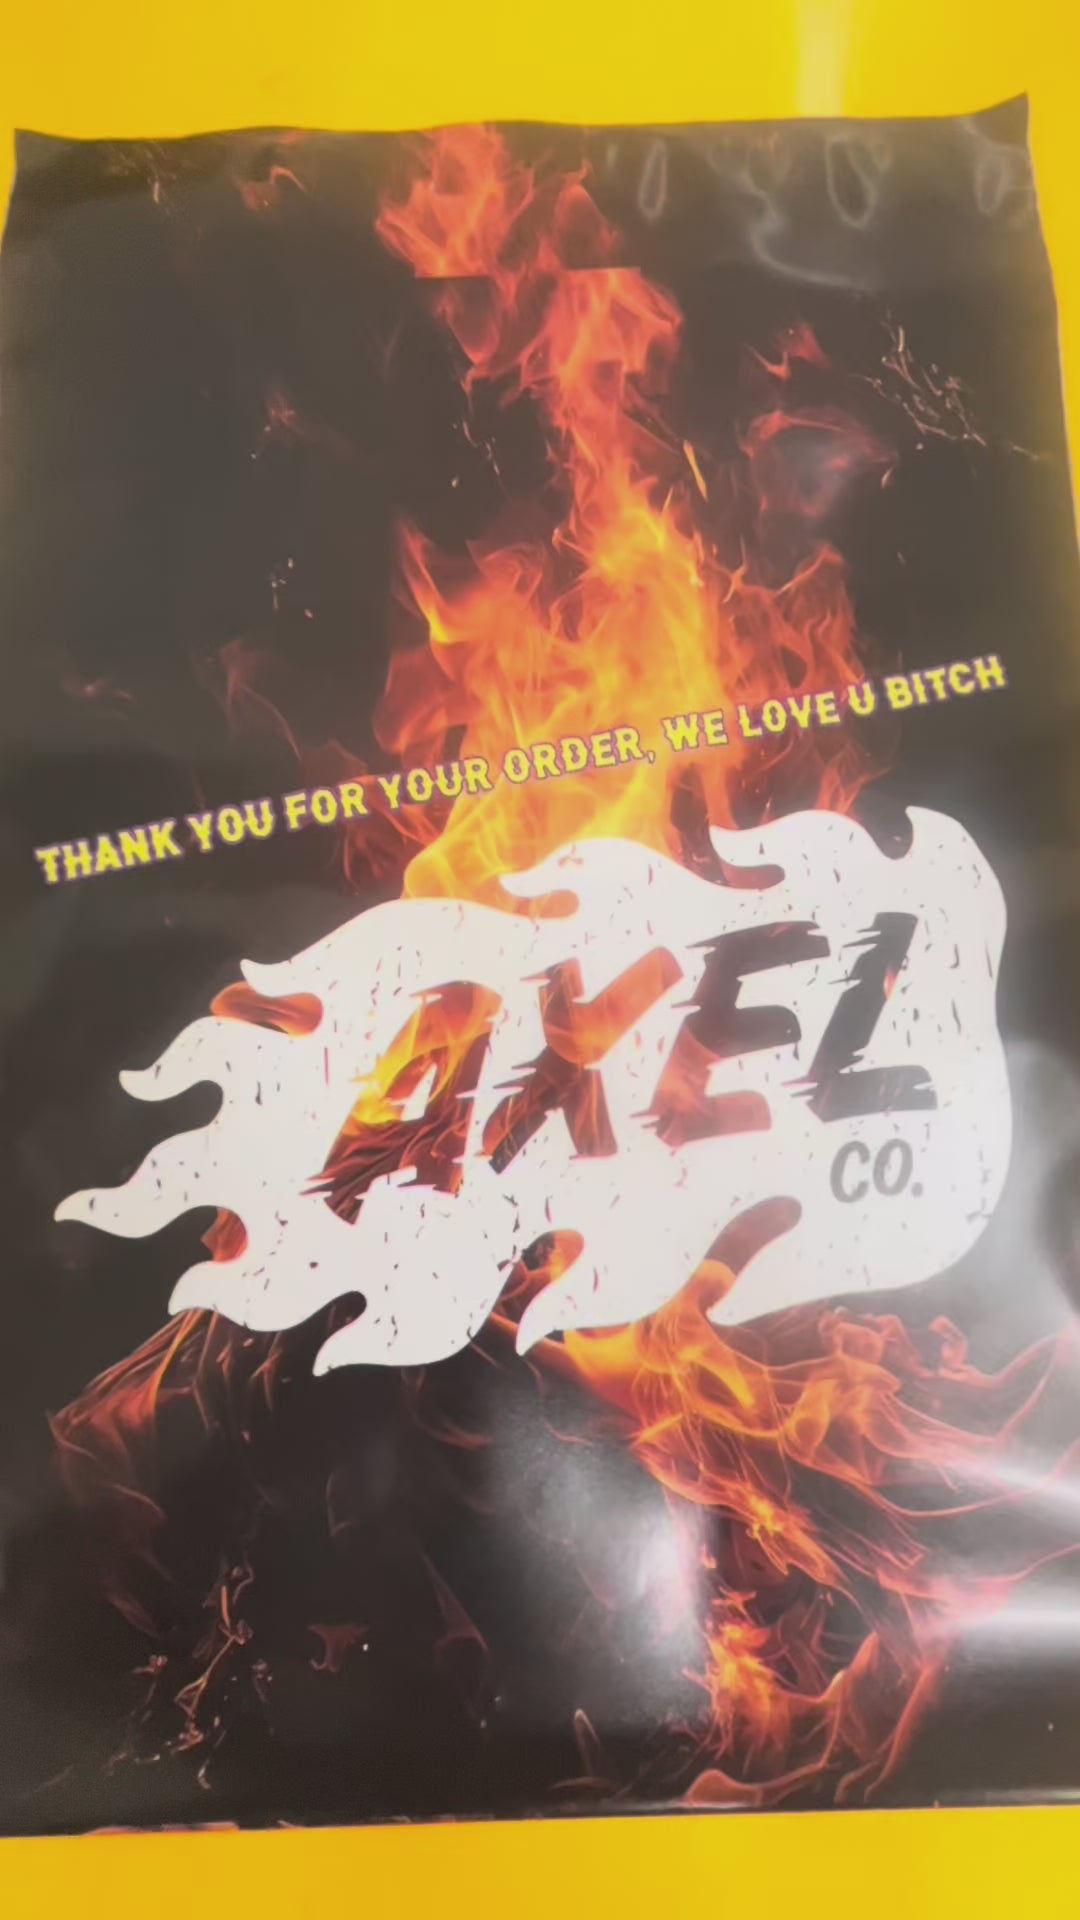 THANK YOU FOR YOUR ORDER, WE LOVE U BITCH
AXEL
CO.